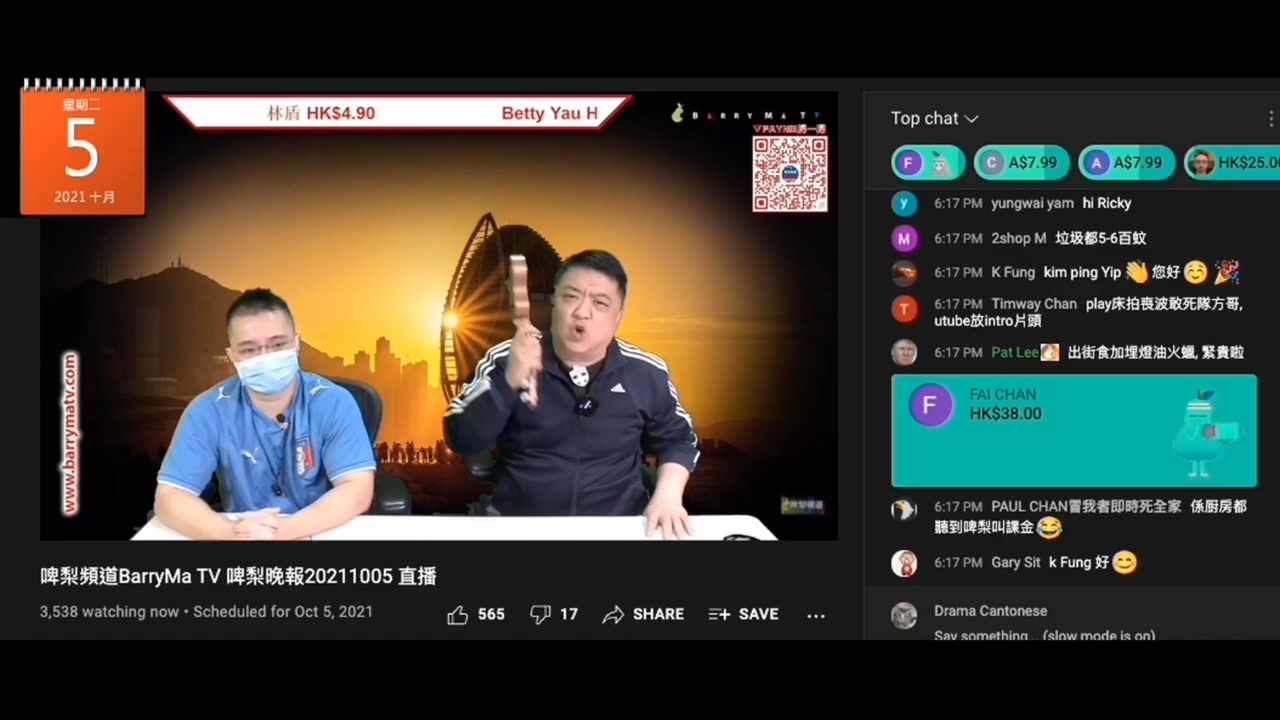 星期二
5
2021 十月
林盾 HK$4.90
Betty Yau H
BARRY MA TV
www.barrymatv.com
啤梨頻道
啤梨頻道BarryMa TV 啤梨晚報20211005 直播
3,538 watching now • Scheduled for Oct 5, 2021
565
17
SHARE
SAVE
Top chat
F
C A$7.99
A A$7.99
HK$25.00
y 6:17 PM yungwai yam hi Ricky
M 6:17 PM 2shop M 垃圾都5-6百蚊
6:17 PM K Fung kim ping Yip 👋 您好 ☺️ 🎉
T 6:17 PM Timway Chan play床拍喪波敢死隊方哥,
utube放intro片頭
6:17 PM Pat Lee 出街食加埋燈油火蠟, 緊貴啦
F FAI CHAN
HK$38.00
6:17 PM PAUL CHAN冒我者即時死全家 係厨房都
聽到啤梨叫課金😂
6:17 PM Gary Sit k Fung 好😊
Drama Cantonese
Say something... (slow mode is on)